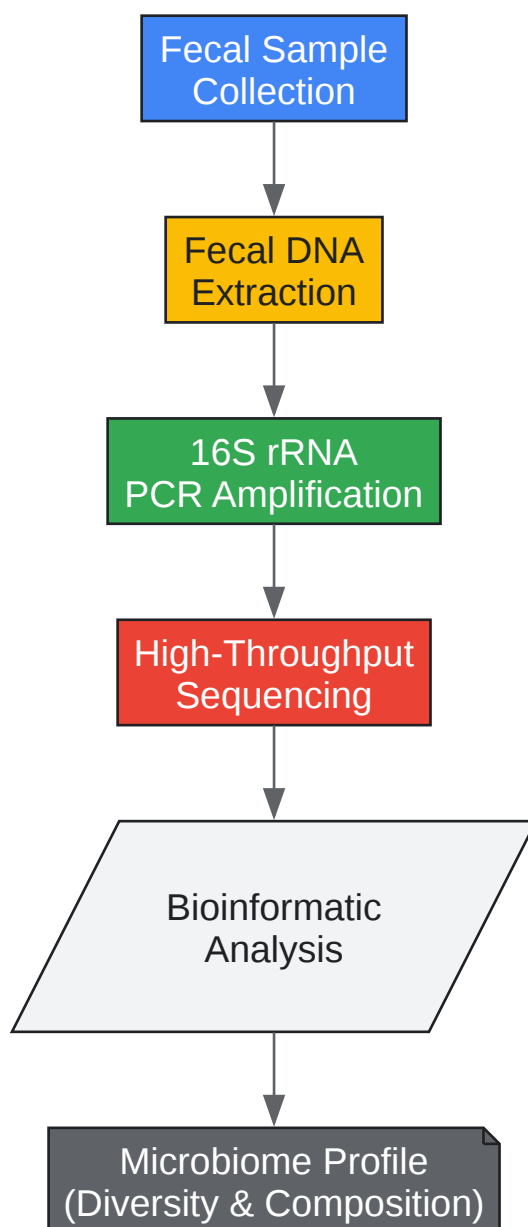 Fecal Sample
Collection
Fecal DNA
Extraction
16S rRNA
PCR Amplification
High-Throughput
Sequencing
Bioinformatic
Analysis
Microbiome Profile
(Diversity & Composition)